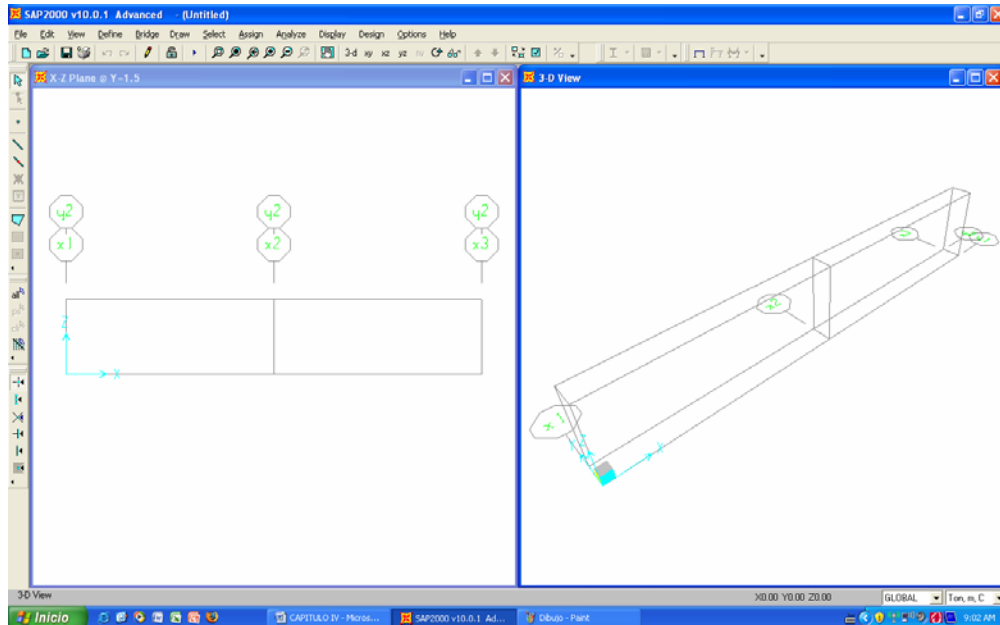 SAP2000 v10.0.1 Advanced - (Untitled)
File Edit View Define Bridge Draw Select Assign Analyze Display Design Options Help
3-d xy xz yz
X-Z Plane @ Y=1.5
3-D View
y2 y2 y2
x1 x2 x3
Z
X
x2
x1
X
3-D View
X0.00 Y0.00 Z0.00
GLOBAL
Ton, m, C
Inicio
CAPITULO IV - Micros...
SAP2000 v10.0.1 Ad...
Dibujo - Paint
9:02 AM